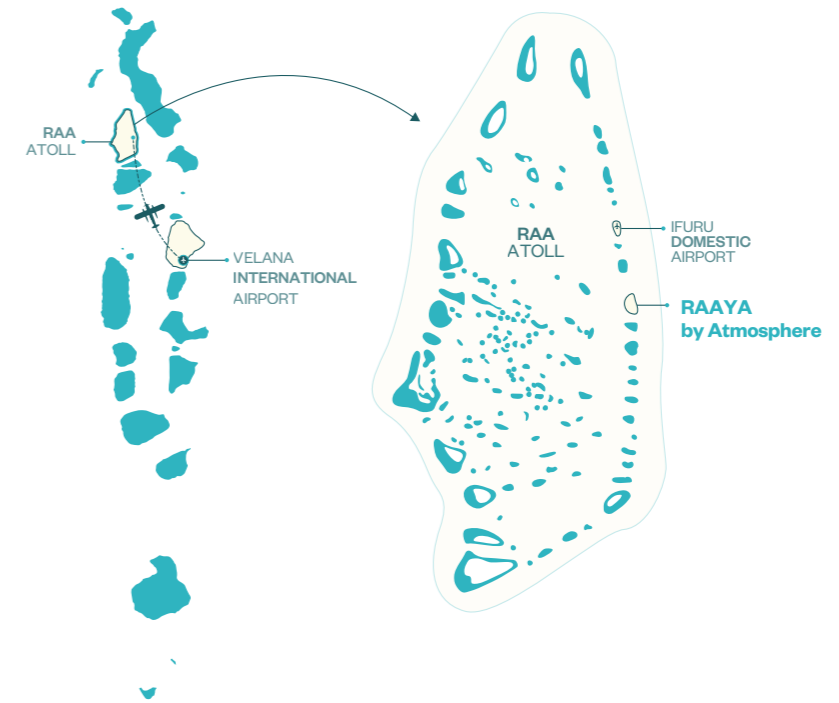 RAA
ATOLL
VELANA
INTERNATIONAL
AIRPORT
RAA
ATOLL
IFURU
DOMESTIC
AIRPORT
RAAYA
by Atmosphere